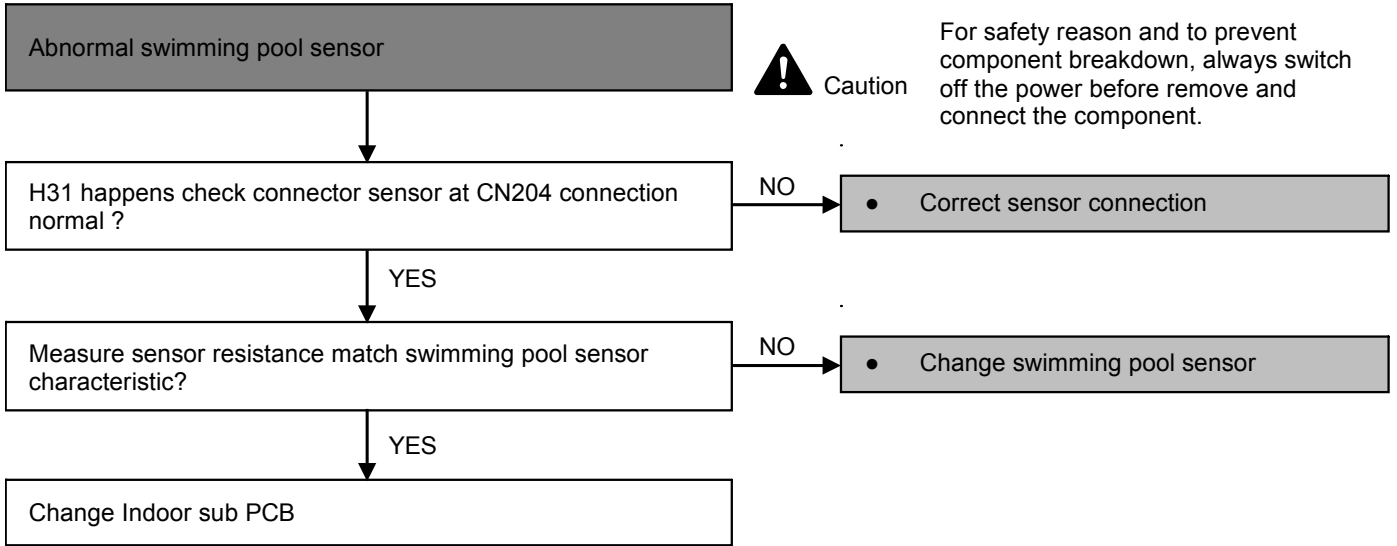 Abnormal swimming pool sensor
Caution
For safety reason and to prevent
component breakdown, always switch
off the power before remove and
connect the component.
.
H31 happens check connector sensor at CN204 connection
normal ?
NO
● Correct sensor connection
YES
.
Measure sensor resistance match swimming pool sensor
characteristic?
NO
● Change swimming pool sensor
YES
Change Indoor sub PCB